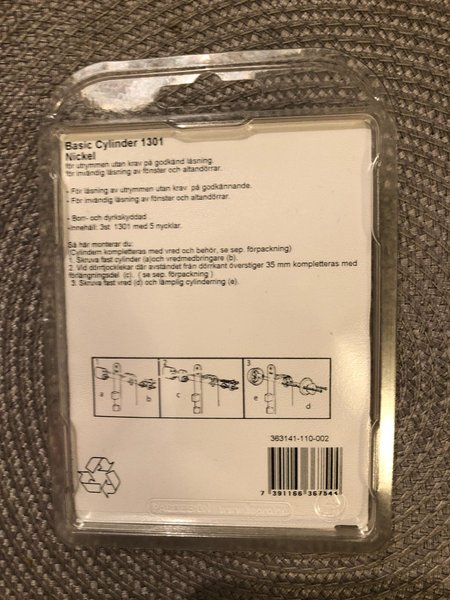 Basic Cylinder 1301
Nickel
för utrymmen utan krav på godkänd låsning.
för invändig låsning av fönster och altandörrar.
- För låsning av utrymmen utan krav på godkännande.
- För invändig låsning av fönster och altandörrar.
- Borr- och dyrkskyddad
-Innehåll: 3st 1301 med 5 nycklar.
Så här monterar du:
(Cylindern kompletteras med vred och behör, se sep. förpackning)
1. Skruva fast cylinder (a)och vredmedbringare (b).
2. Vid dörrtjocklekar där avståndet från dörrkant överstiger 35 mm kompletteras med
förlängningsdel (c). ( se sep. förpackning )
3. Skruva fast vred (d) och lämplig cylinderring (e).
1 2 3
a b c e d
363141-110-002
7 391166 367544